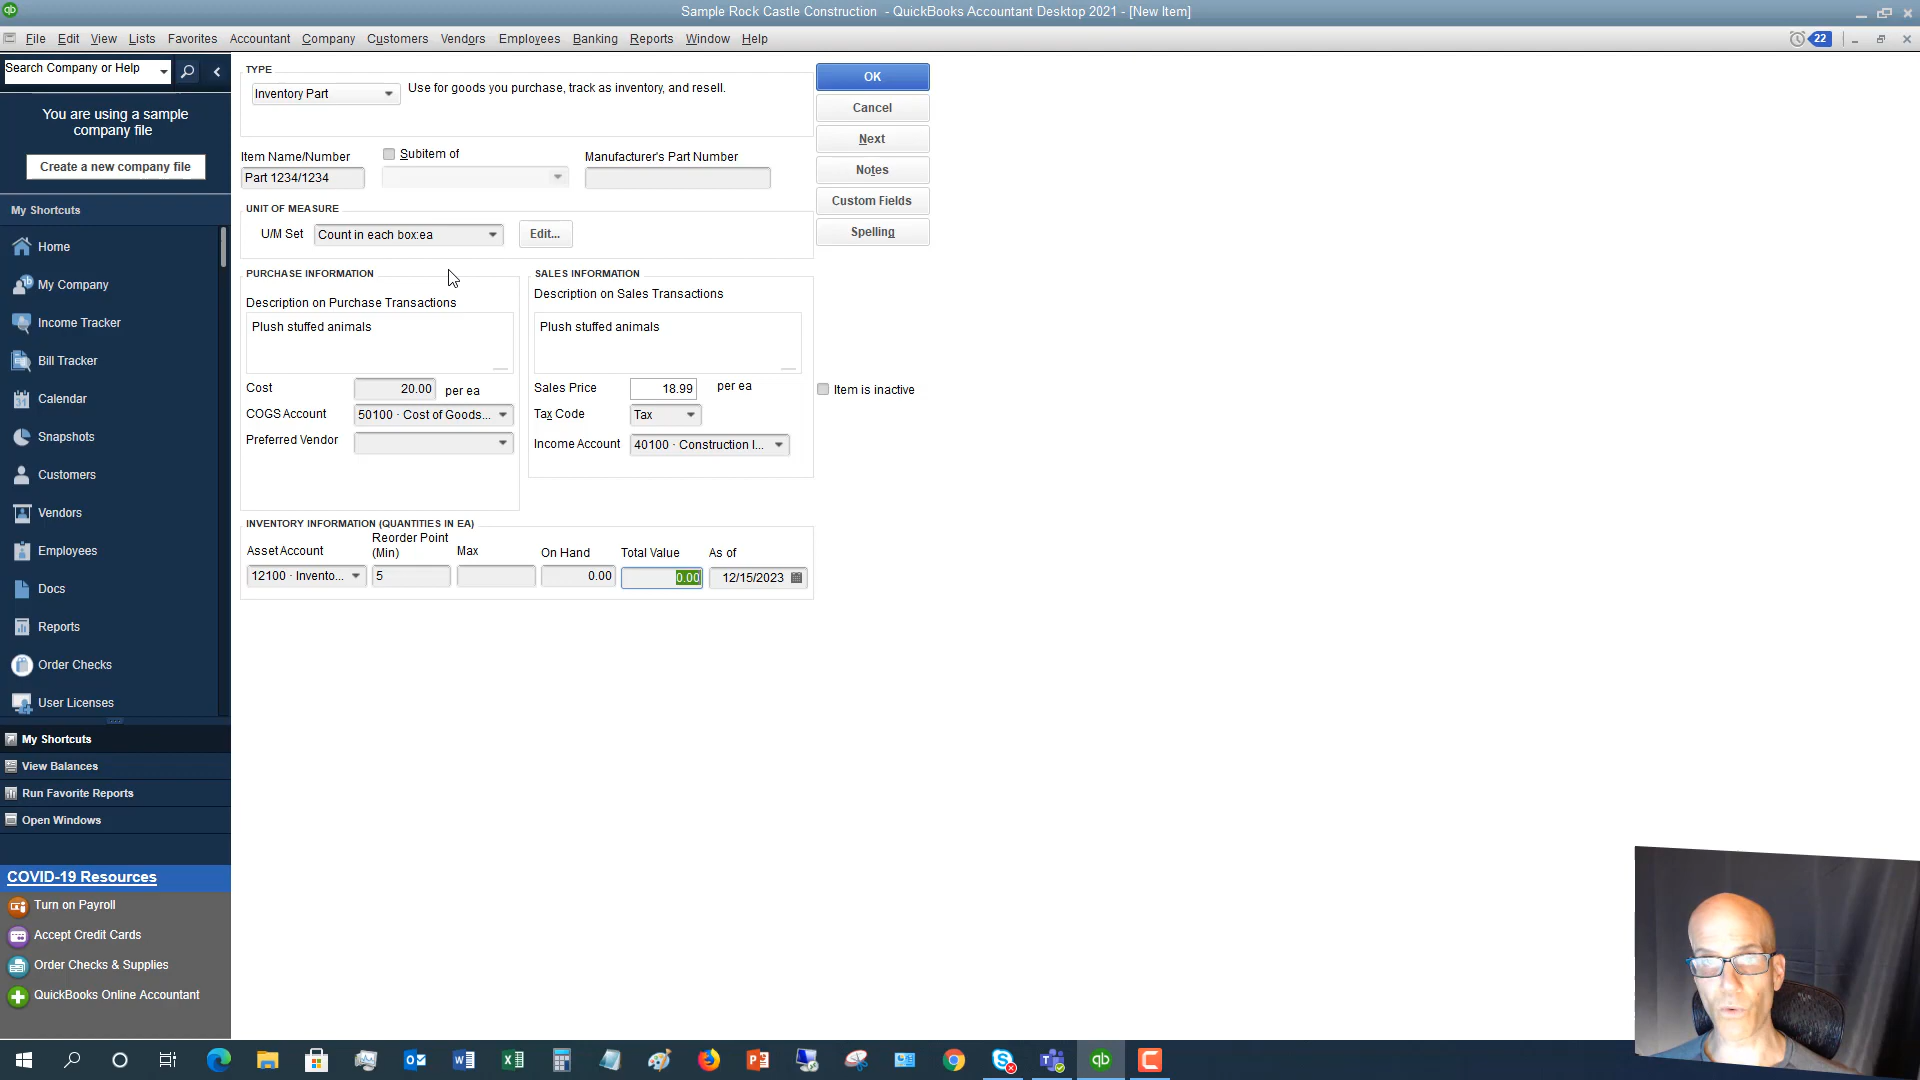 Sample Rock Castle Construction - QuickBooks Accountant Desktop 2021 - [New Item]
File Edit View Lists Favorites Accountant Company Customers Vendors Employees Banking Reports Window Help
22
Search Company or Help
You are using a sample
company file
Create a new company file
My Shortcuts
Home
My Company
Income Tracker
Bill Tracker
Calendar
Snapshots
Customers
Vendors
Employees
Docs
Reports
Order Checks
User Licenses
My Shortcuts
View Balances
Run Favorite Reports
Open Windows
COVID-19 Resources
Turn on Payroll
Accept Credit Cards
Order Checks & Supplies
QuickBooks Online Accountant
TYPE
Inventory Part
Use for goods you purchase, track as inventory, and resell.
OK
Cancel
Next
Notes
Custom Fields
Spelling
Item Name/Number
Subitem of
Manufacturer's Part Number
Part 1234/1234
UNIT OF MEASURE
U/M Set
Count in each box:ea
Edit...
PURCHASE INFORMATION
Description on Purchase Transactions
Plush stuffed animals
Cost
20.00
per ea
COGS Account
50100 · Cost of Goods...
Preferred Vendor
SALES INFORMATION
Description on Sales Transactions
Plush stuffed animals
Sales Price
18.99
per ea
Tax Code
Tax
Income Account
40100 · Construction I...
Item is inactive
INVENTORY INFORMATION (QUANTITIES IN EA)
Asset Account
Reorder Point
(Min)
Max
On Hand
Total Value
As of
12100 · Invento...
5
0.00
0.00
12/15/2023